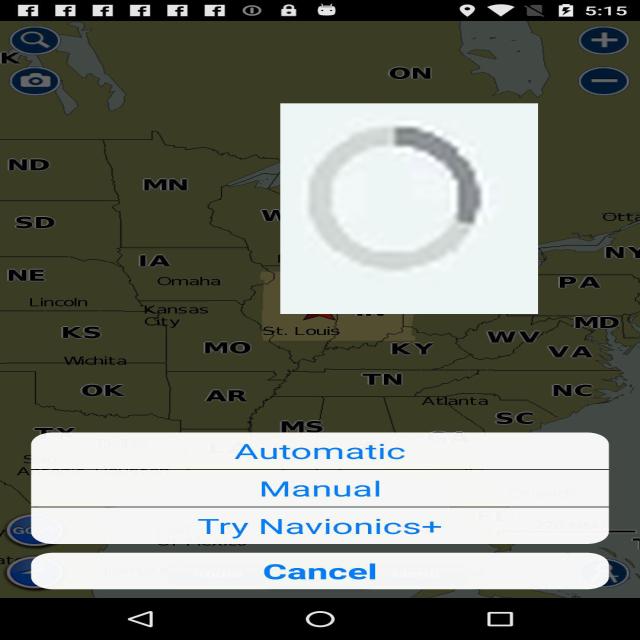 5:15
K
ON
ND
MN
SD
W
Otta
NY
IA
NE
Omaha
PA
Lincoln
Kansas
City
MD
St. Louis
KS
WV
MO
KY
VA
Wichita
TN
OK
AR
NC
Atlanta
SC
MS
TX
GA
Automatic
Manual
Try Navionics+
Cancel